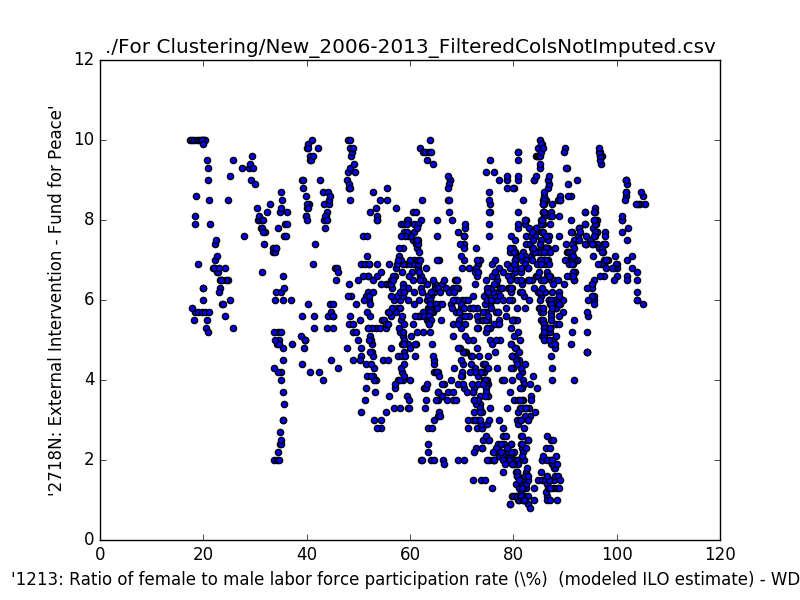 ./For Clustering/New_2006-2013_FilteredColsNotImputed.csv
12
10
8
6
4
2
0
'2718N: External Intervention - Fund for Peace'
0 20 40 60 80 100 120
'1213: Ratio of female to male labor force participation rate (\%)  (modeled ILO estimate) - WD